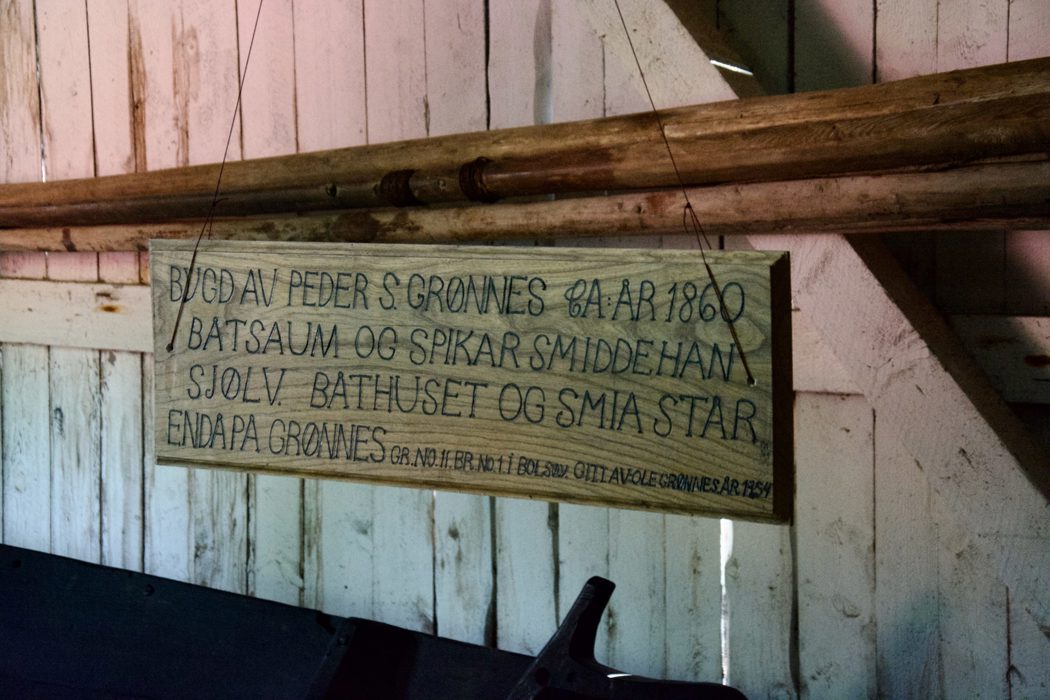 BYGD AV PEDER S. GRØNNES CA: ÅR 1860
BÅTSAUM OG SPIKAR SMIDDE HAN
SJØLV. BÅTHUSET OG SMIA STÅR
ENDÅ PÅ GRØNNES GR.NO.11. BR.NO.1. I BOLSØY. GITT AV OLE GRØNNES ÅR 1954